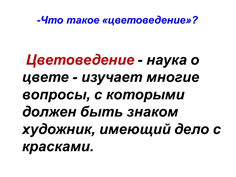 -Что такое «цветоведение»?
Цветоведение - наука о
цвете - изучает многие
вопросы, с которыми
должен быть знаком
художник, имеющий дело с
красками.